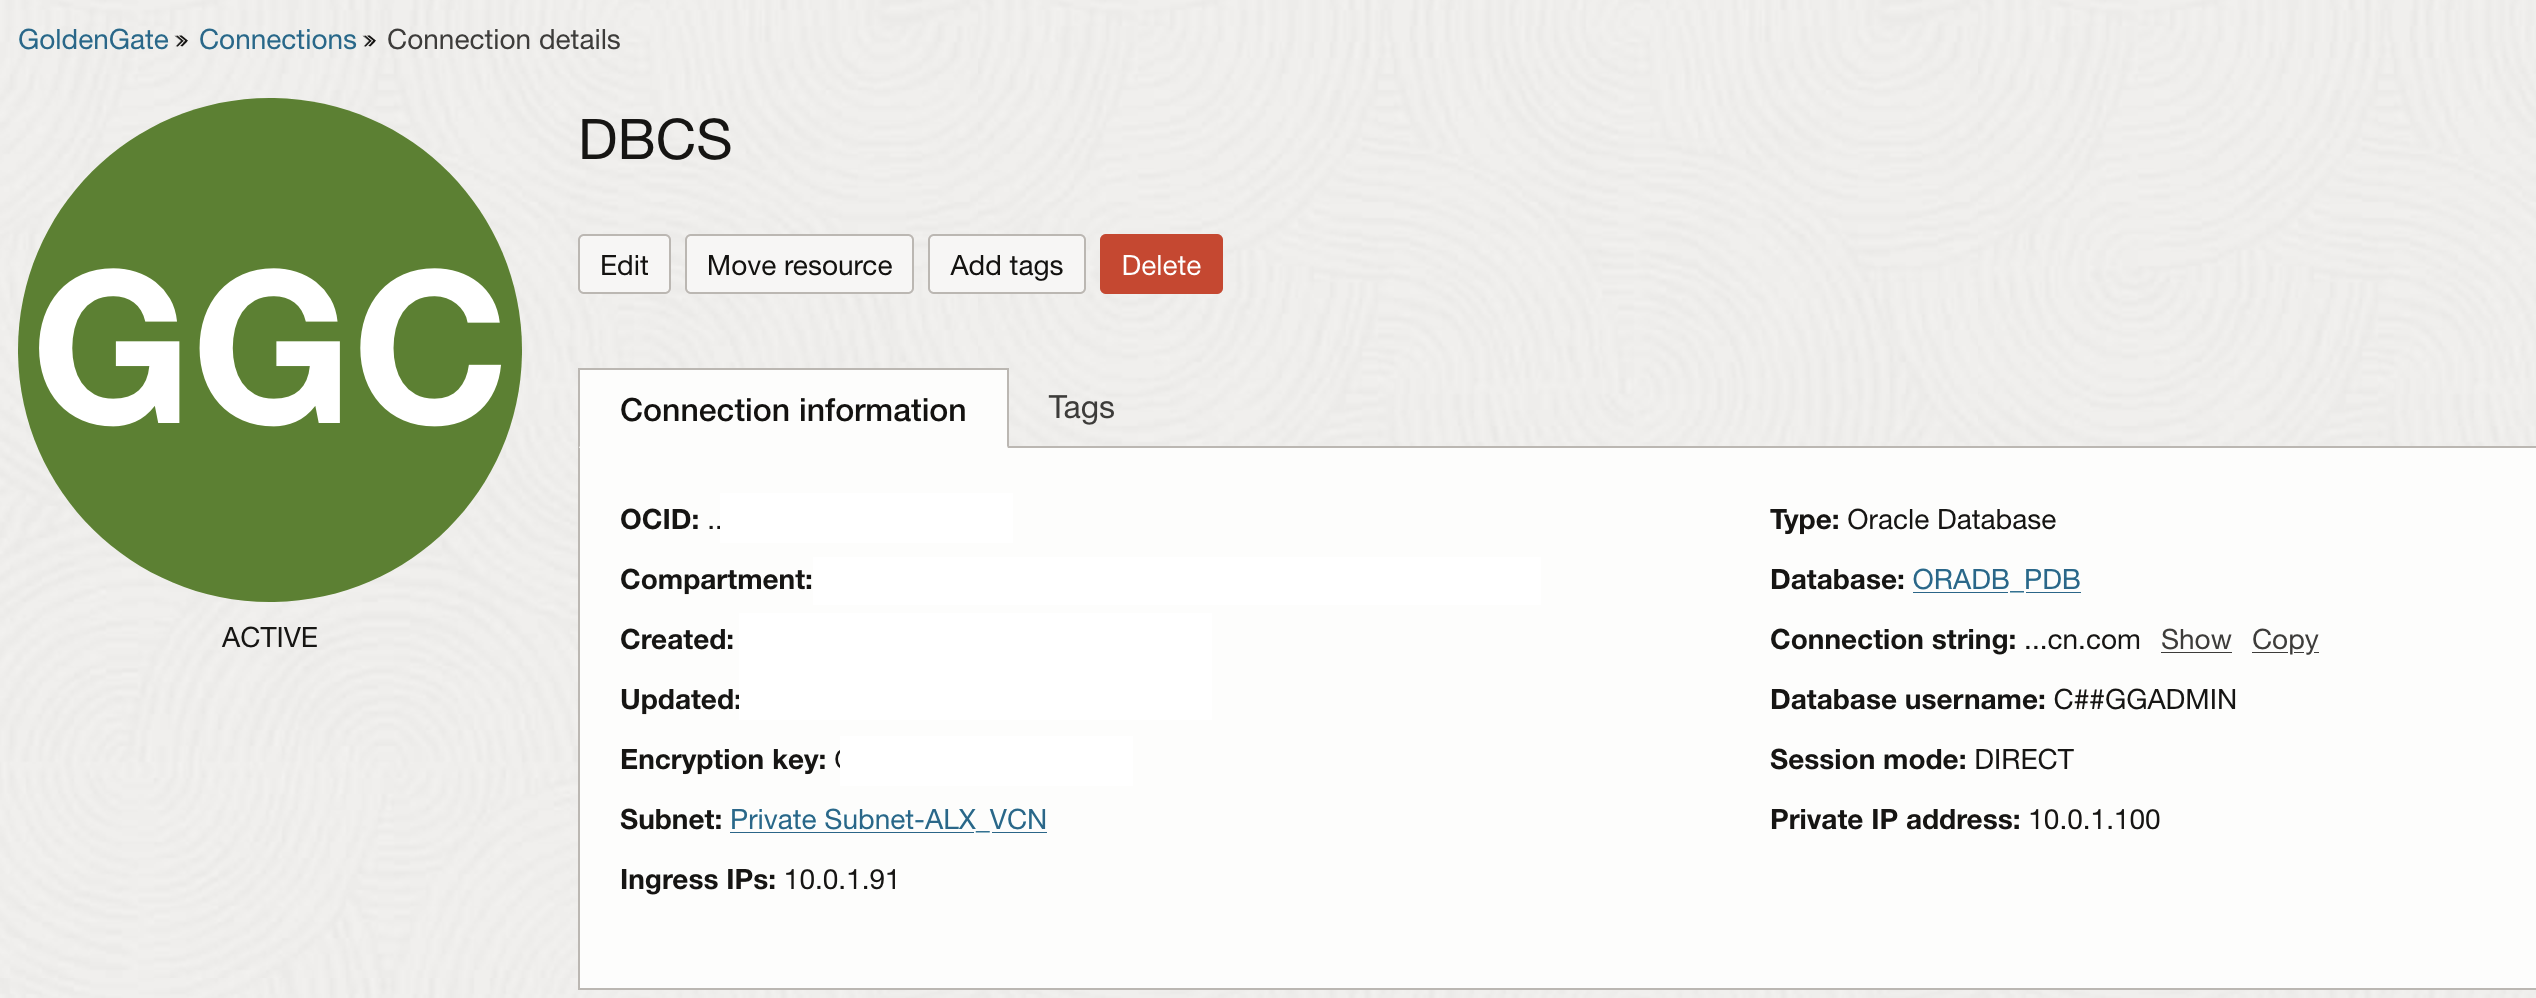 GoldenGate » Connections » Connection details
GGC
ACTIVE
DBCS
Edit Move resource Add tags Delete
Connection information Tags
OCID: ..
Compartment:
Created:
Updated:
Encryption key:
Subnet: Private Subnet-ALX_VCN
Ingress IPs: 10.0.1.91
Type: Oracle Database
Database: ORADB_PDB
Connection string: ...cn.com Show Copy
Database username: C##GGADMIN
Session mode: DIRECT
Private IP address: 10.0.1.100